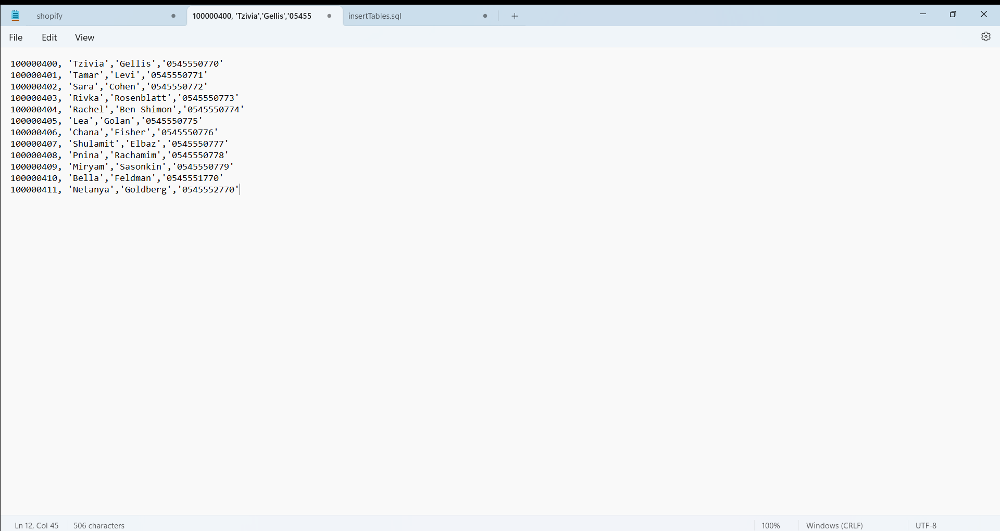 shopify
100000400, 'Tzivia','Gellis','05455
insertTables.sql
File Edit View
100000400, 'Tzivia','Gellis','0545550770'
100000401, 'Tamar','Levi','0545550771'
100000402, 'Sara','Cohen','0545550772'
100000403, 'Rivka','Rosenblatt','0545550773'
100000404, 'Rachel','Ben Shimon','0545550774'
100000405, 'Lea','Golan','0545550775'
100000406, 'Chana','Fisher','0545550776'
100000407, 'Shulamit','Elbaz','0545550777'
100000408, 'Pnina','Rachamim','0545550778'
100000409, 'Miryam','Sasonkin','0545550779'
100000410, 'Bella','Feldman','0545551770'
100000411, 'Netanya','Goldberg','0545552770'
Ln 12, Col 45 506 characters 100% Windows (CRLF) UTF-8